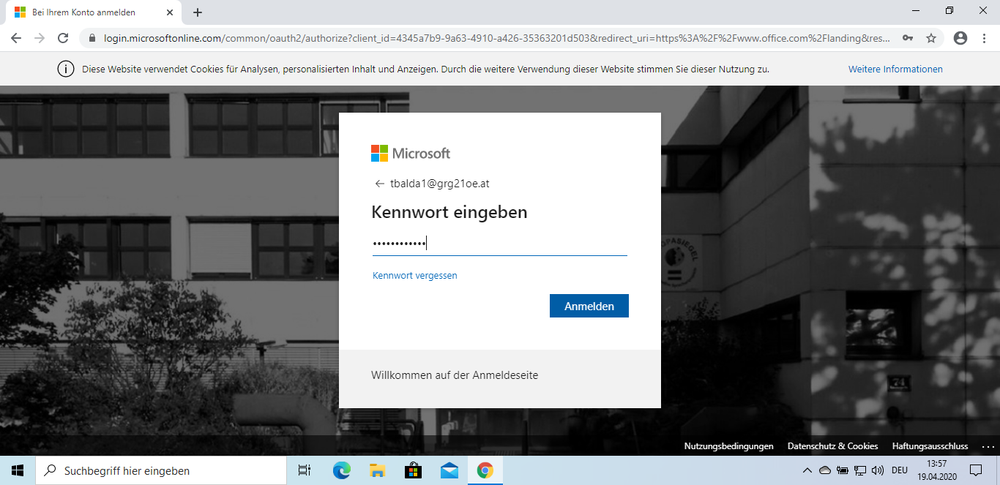 Bei Ihrem Konto anmelden
login.microsoftonline.com/common/oauth2/authorize?client_id=4345a7b9-9a63-4910-a426-35363201d503&redirect_uri=https%3A%2F%2Fwww.office.com%2Flanding&res...
Diese Website verwendet Cookies für Analysen, personalisierten Inhalt und Anzeigen. Durch die weitere Verwendung dieser Website stimmen Sie dieser Nutzung zu.
Weitere Informationen
Microsoft
tbalda1@grg21oe.at
Kennwort eingeben
Kennwort vergessen
Anmelden
Willkommen auf der Anmeldeseite
24
Nutzungsbedingungen Datenschutz & Cookies Haftungsausschluss ...
Suchbegriff hier eingeben
DEU
13:57
19.04.2020